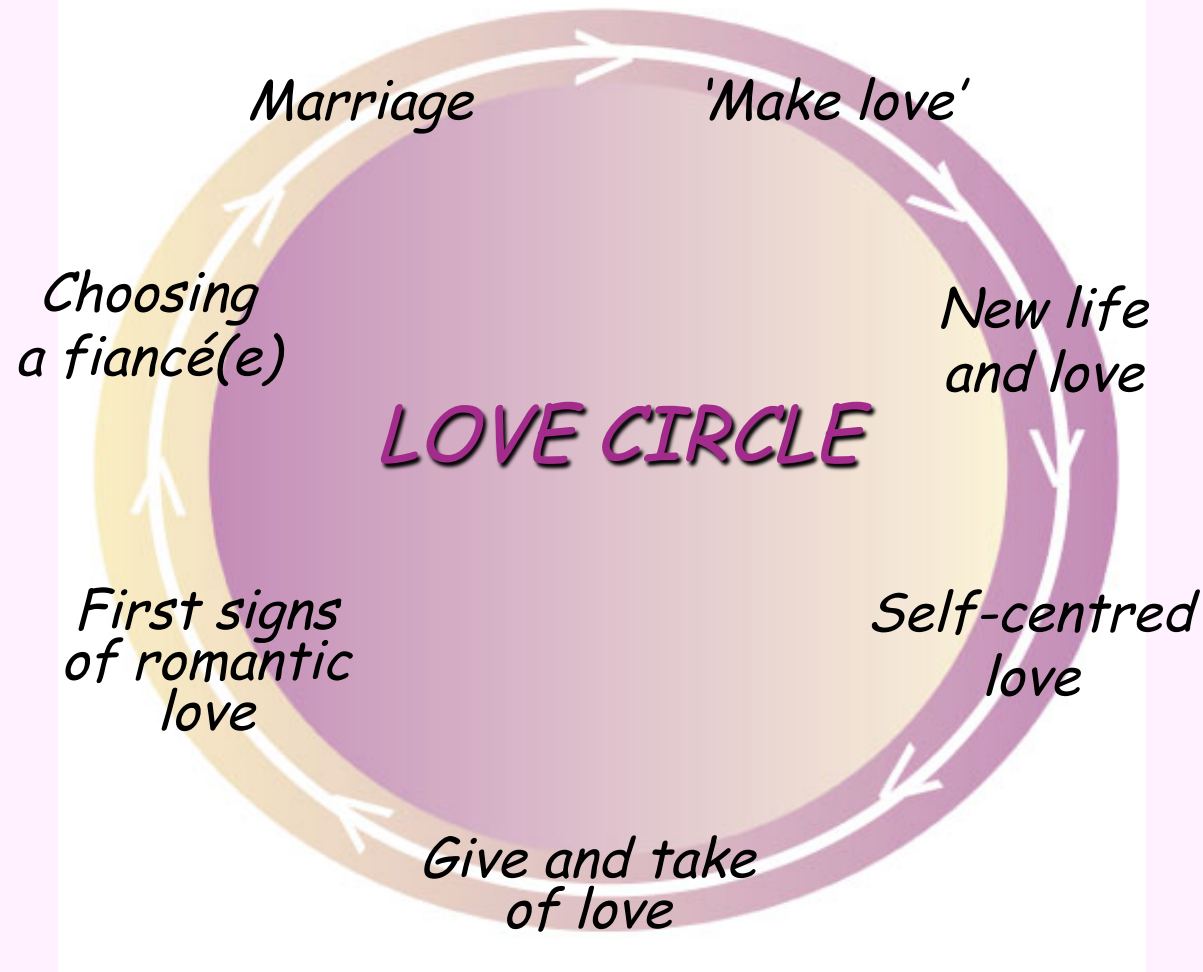 Marriage
'Make love'
New life
and love
Self-centred
love
Give and take
of love
First signs
of romantic
love
Choosing
a fiancé(e)
LOVE CIRCLE